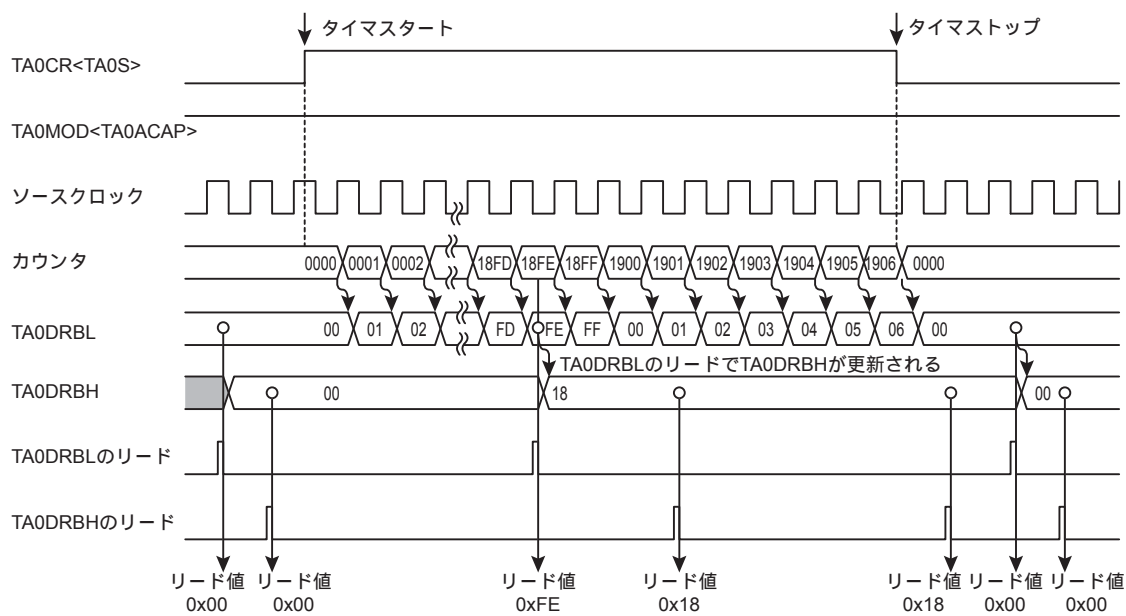 タイマスタート
タイマストップ
TA0CR<TA0S>
TA0MOD<TA0ACAP>
ソースクロック
カウンタ
0000 0001 0002 18FD 18FE 18FF 1900 1901 1902 1903 1904 1905 1906 0000
TA0DRBL
00 01 02 FD FE FF 00 01 02 03 04 05 06 00
TA0DRBLのリードでTA0DRBHが更新される
TA0DRBH
00 18 00
TA0DRBLのリード
TA0DRBHのリード
リード値 リード値 リード値 リード値 リード値 リード値 リード値
0x00 0x00 0xFE 0x18 0x18 0x00 0x00